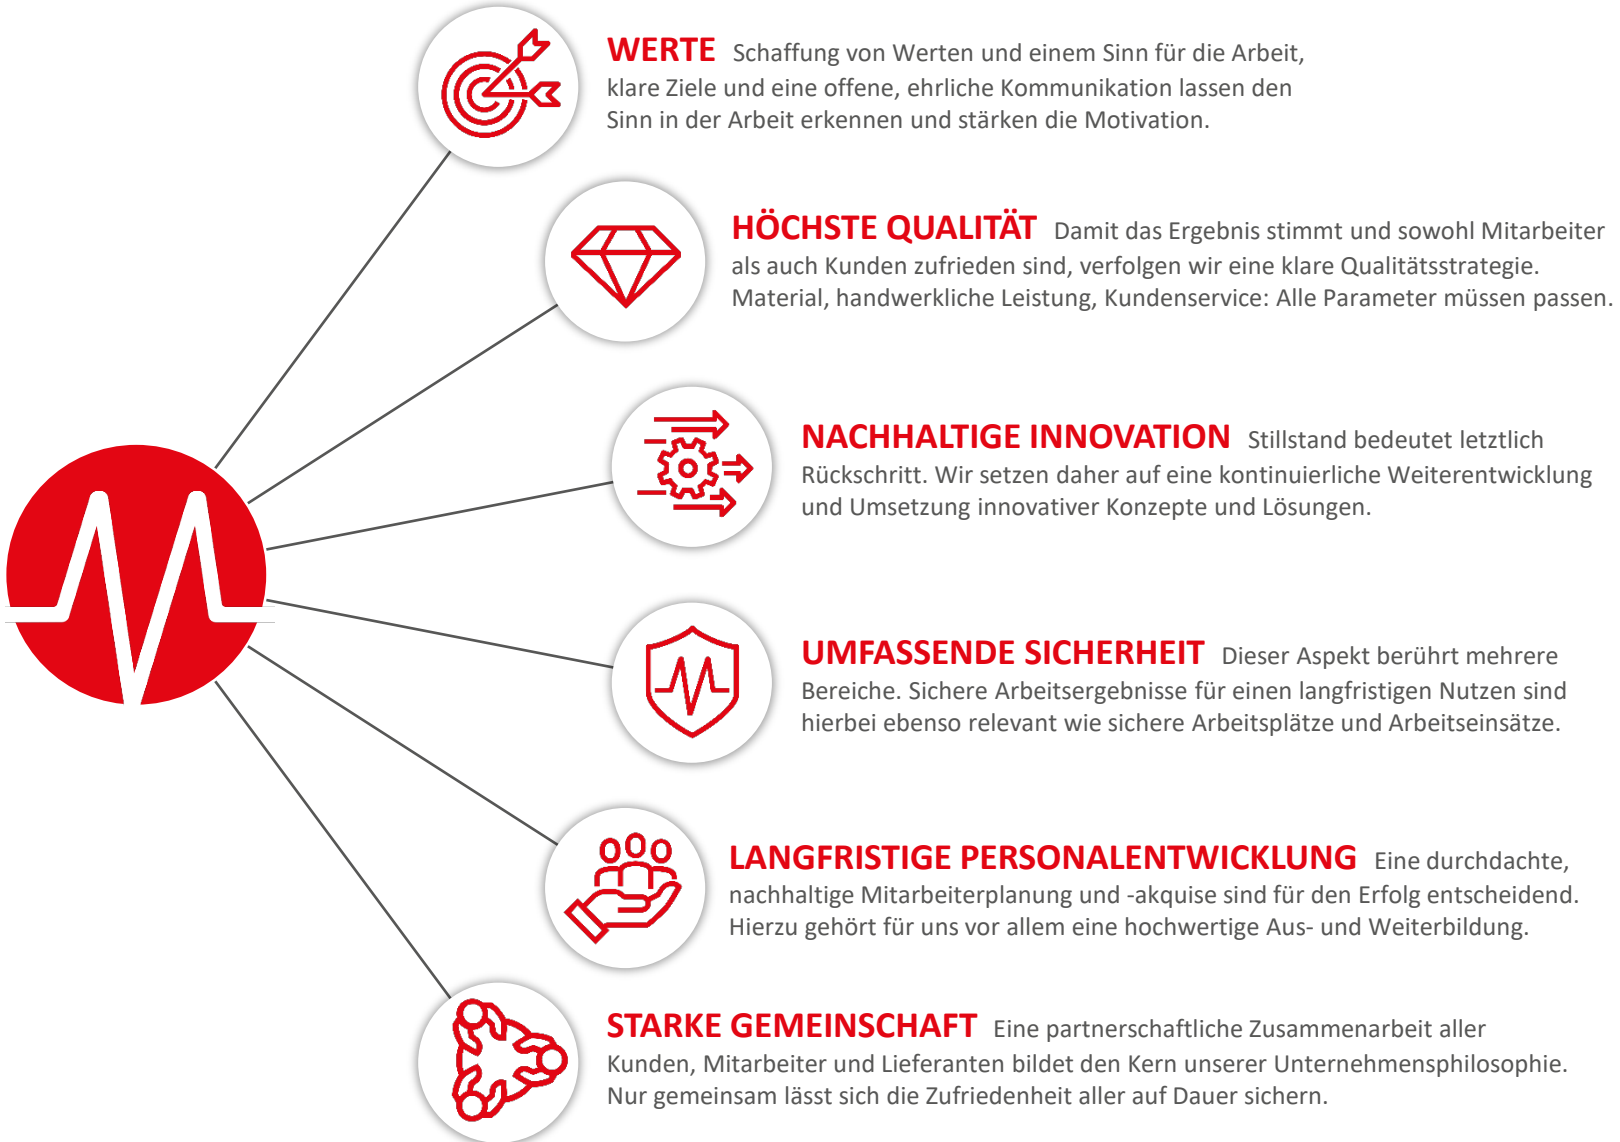 WERTE Schaffung von Werten und einem Sinn für die Arbeit,
klare Ziele und eine offene, ehrliche Kommunikation lassen den
Sinn in der Arbeit erkennen und stärken die Motivation.
HÖCHSTE QUALITÄT Damit das Ergebnis stimmt und sowohl Mitarbeiter
als auch Kunden zufrieden sind, verfolgen wir eine klare Qualitätsstrategie.
Material, handwerkliche Leistung, Kundenservice: Alle Parameter müssen passen.
NACHHALTIGE INNOVATION Stillstand bedeutet letztlich
Rückschritt. Wir setzen daher auf eine kontinuierliche Weiterentwicklung
und Umsetzung innovativer Konzepte und Lösungen.
UMFASSENDE SICHERHEIT Dieser Aspekt berührt mehrere
Bereiche. Sichere Arbeitsergebnisse für einen langfristigen Nutzen sind
hierbei ebenso relevant wie sichere Arbeitsplätze und Arbeitseinsätze.
LANGFRISTIGE PERSONALENTWICKLUNG Eine durchdachte,
nachhaltige Mitarbeiterplanung und -akquise sind für den Erfolg entscheidend.
Hierzu gehört für uns vor allem eine hochwertige Aus- und Weiterbildung.
STARKE GEMEINSCHAFT Eine partnerschaftliche Zusammenarbeit aller
Kunden, Mitarbeiter und Lieferanten bildet den Kern unserer Unternehmensphilosophie.
Nur gemeinsam lässt sich die Zufriedenheit aller auf Dauer sichern.